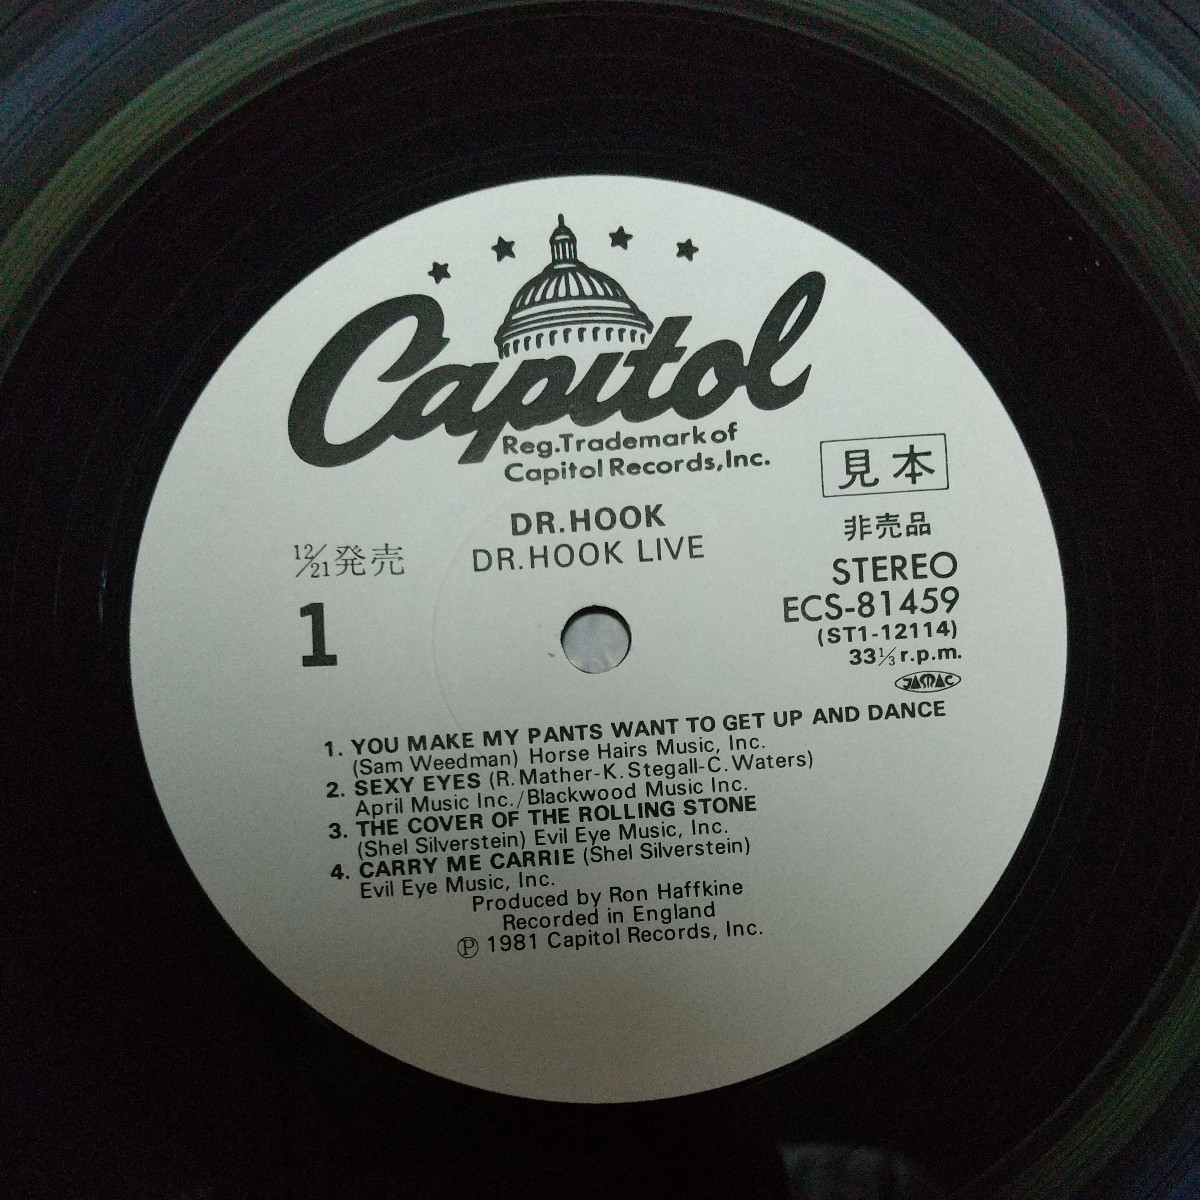 Capitol
Reg.Trademark of
Capitol Records,Inc.
見本
非売品
DR.HOOK
DR.HOOK LIVE
12/21発売
1
STEREO
ECS-81459
(ST1-12114)
33⅓ r.p.m.
JASRAC
1. YOU MAKE MY PANTS WANT TO GET UP AND DANCE
(Sam Weedman) Horse Hairs Music, Inc.
2. SEXY EYES (R. Mather-K. Stegall-C. Waters)
April Music Inc./Blackwood Music Inc.
3. THE COVER OF THE ROLLING STONE
(Shel Silverstein) Evil Eye Music, Inc.
4. CARRY ME CARRIE (Shel Silverstein)
Evil Eye Music, Inc.
Produced by Ron Haffkine
Recorded in England
Ⓟ 1981 Capitol Records, Inc.